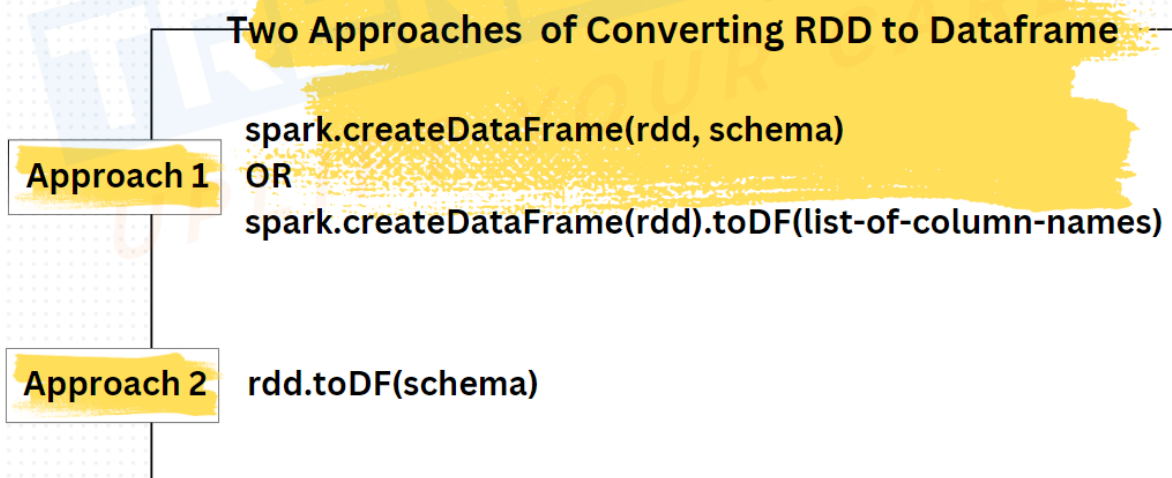 Two Approaches of Converting RDD to Dataframe
spark.createDataFrame(rdd, schema)
Approach 1 OR
spark.createDataFrame(rdd).toDF(list-of-column-names)
Approach 2 rdd.toDF(schema)
YOUR